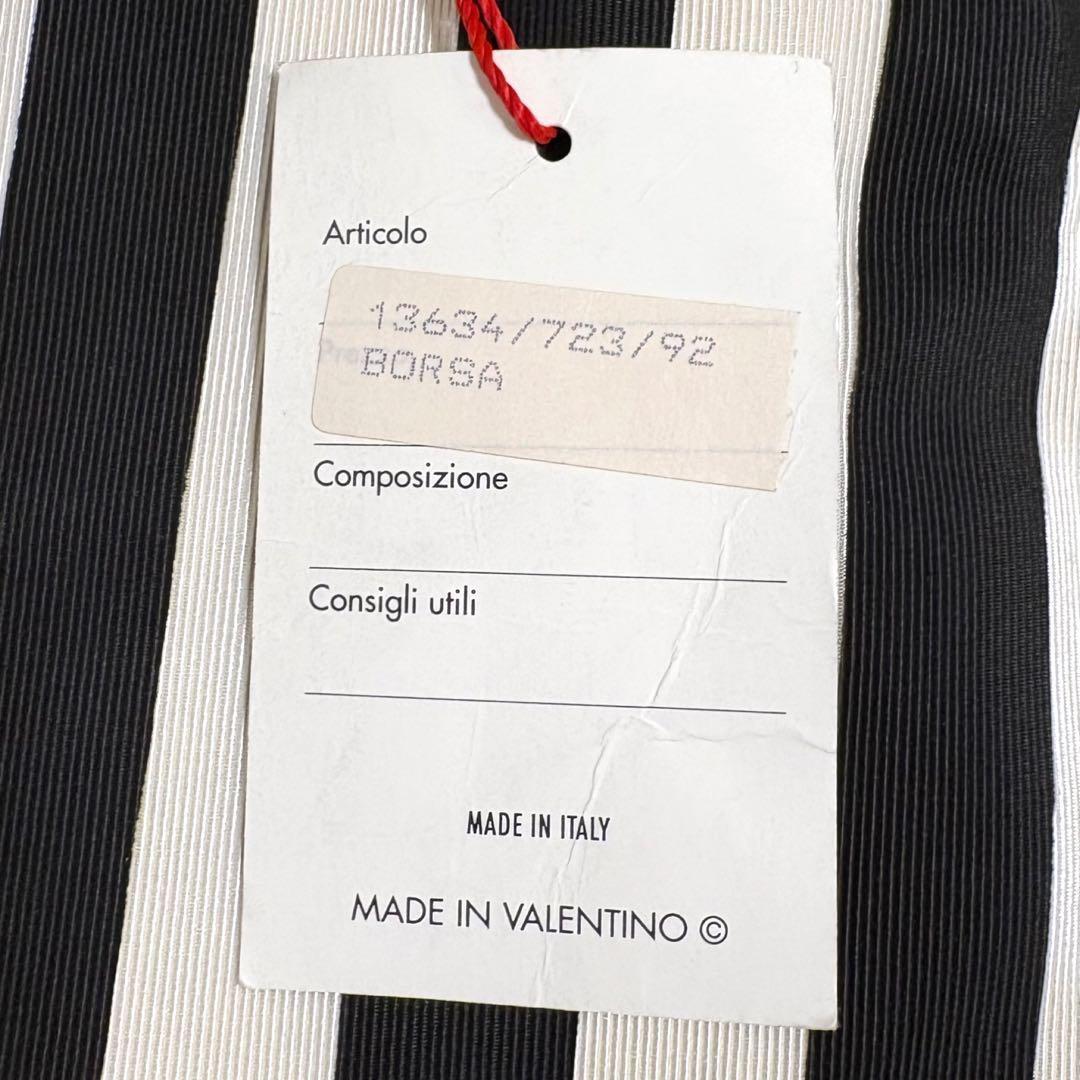 Articolo
13634/723/92
BORSA
Composizione
Consigli utili
MADE IN ITALY
MADE IN VALENTINO ©